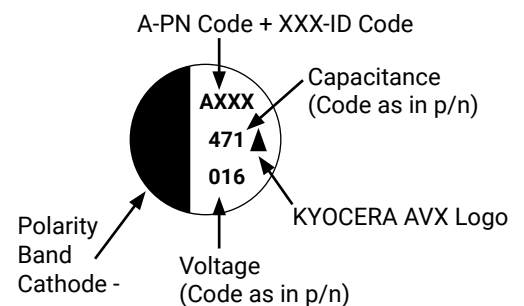 A-PN Code + XXX-ID Code
Capacitance
(Code as in p/n)
AXXX
471
016
KYOCERA AVX Logo
Polarity
Band
Cathode -
Voltage
(Code as in p/n)